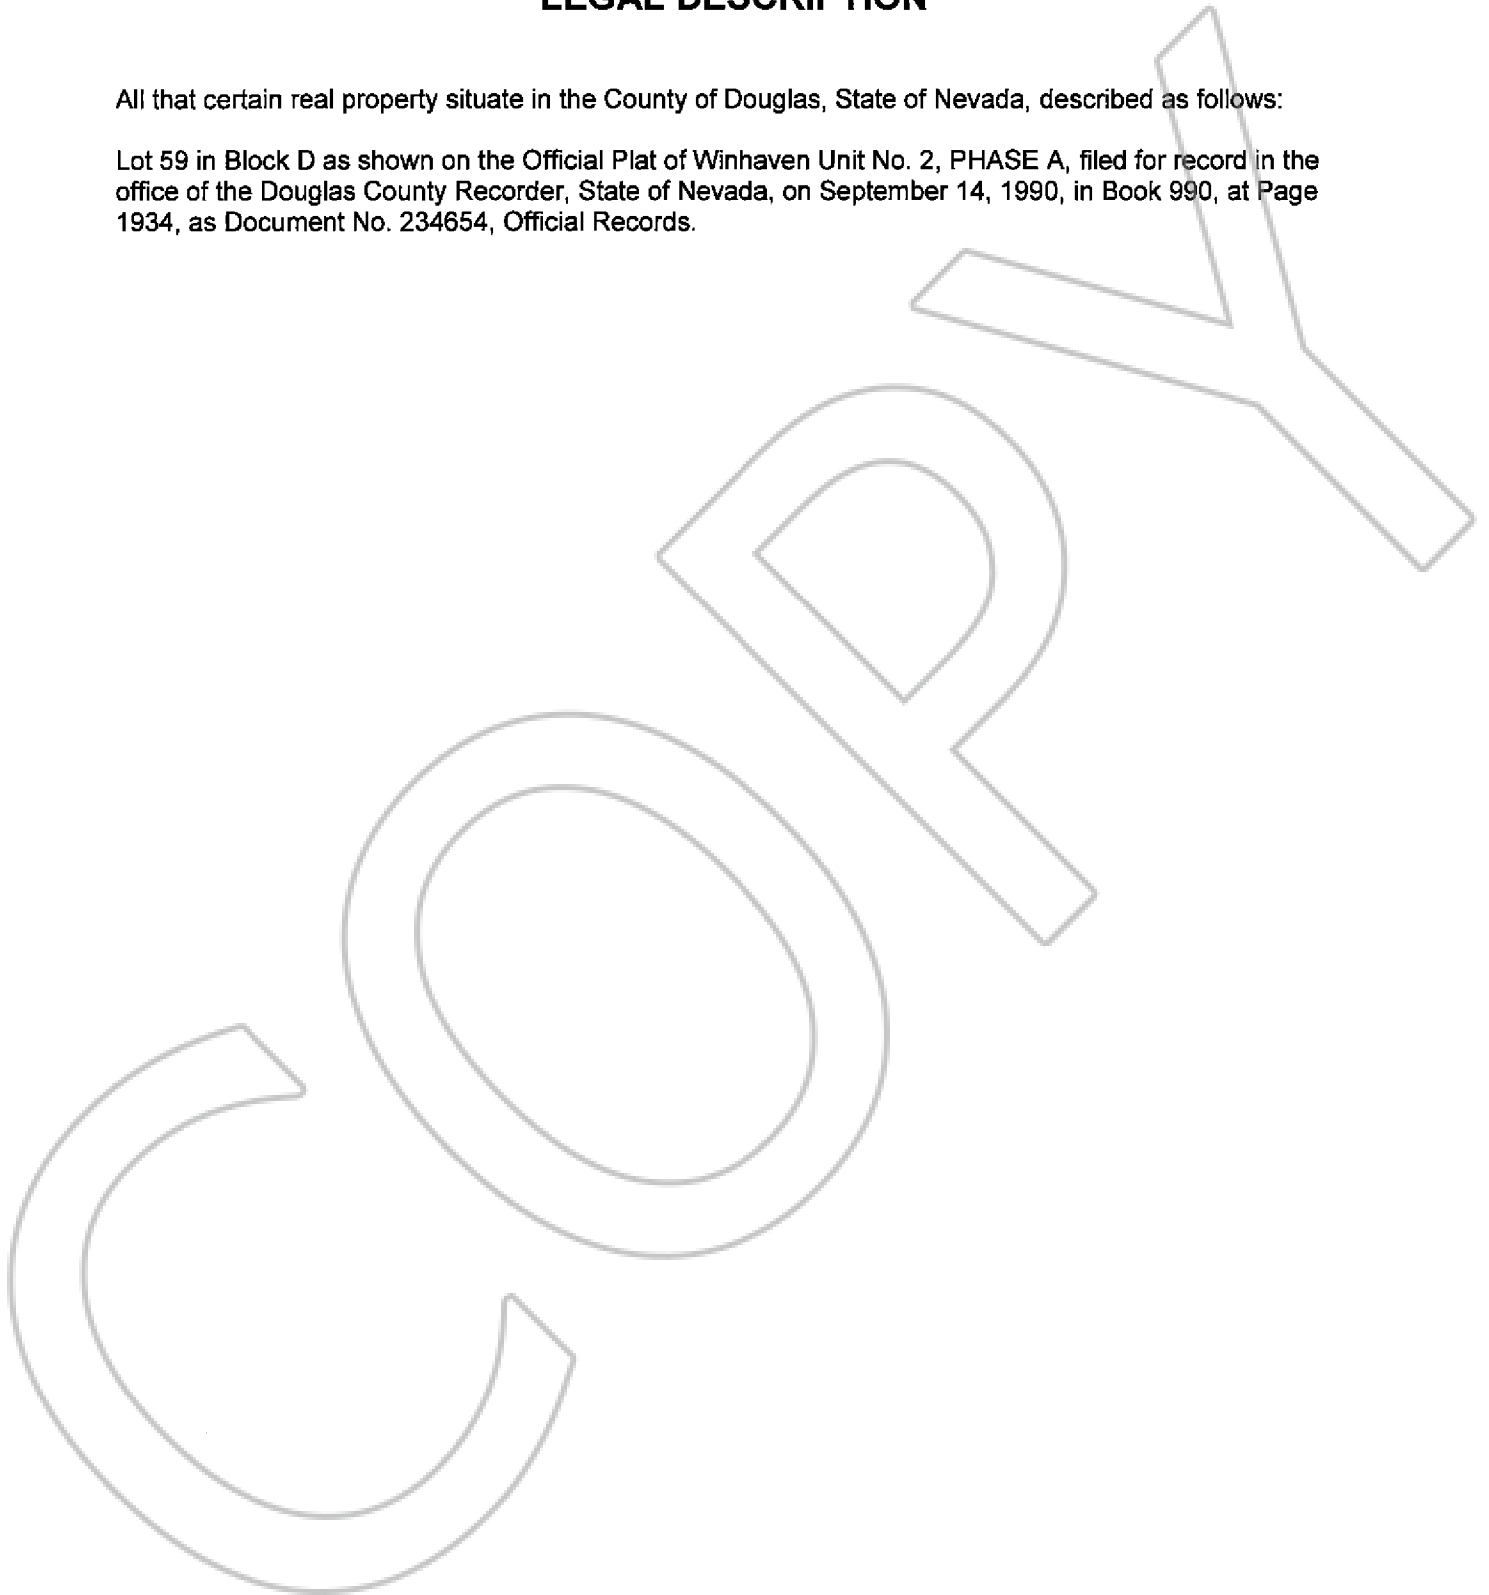 LEGAL DESCRIPTION
All that certain real property situate in the County of Douglas, State of Nevada, described as follows:
Lot 59 in Block D as shown on the Official Plat of Winhaven Unit No. 2, PHASE A, filed for record in the
office of the Douglas County Recorder, State of Nevada, on September 14, 1990, in Book 990, at Page
1934, as Document No. 234654, Official Records.
COPY